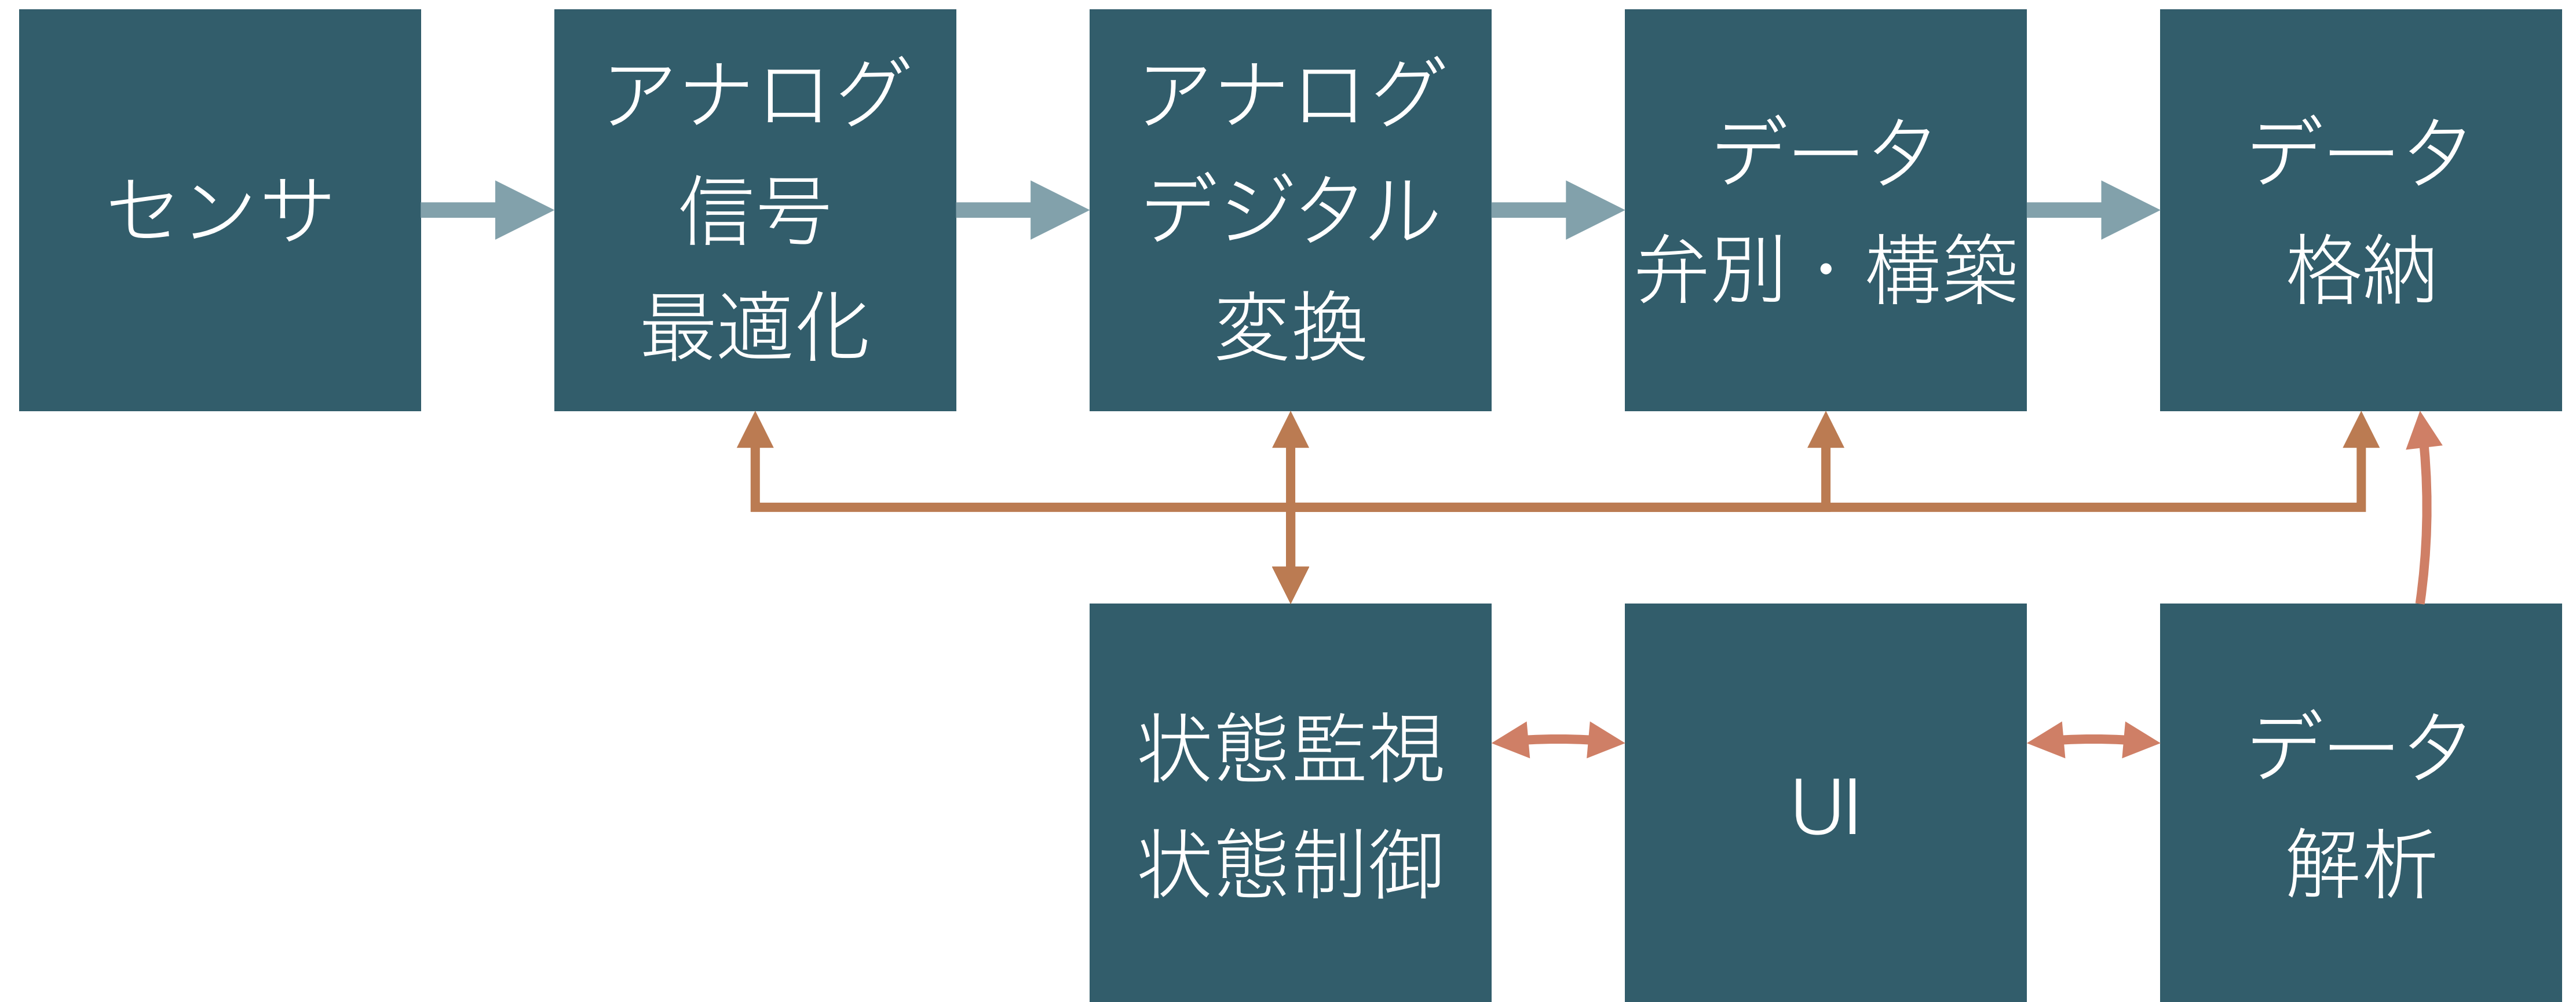 センサ
アナログ
信号
最適化
アナログ
デジタル
変換
データ
弁別・構築
データ
格納
状態監視
状態制御
UI
データ
解析